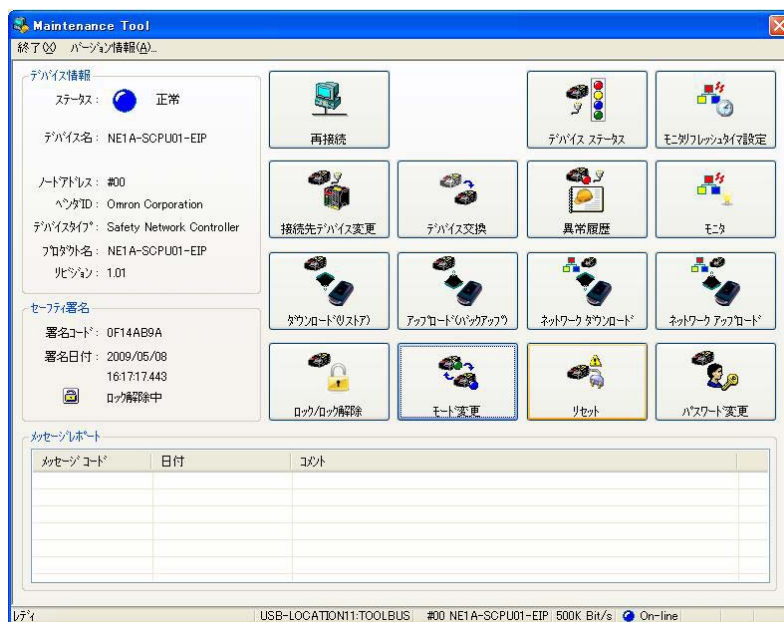 Maintenance Tool
終了(X) バージョン情報(A)...
デバイス情報
ステータス： 正常
デバイス名： NE1A-SCPU01-EIP
ノードアドレス： #00
ベンダID： Omron Corporation
デバイスタイプ： Safety Network Controller
プロダクト名： NE1A-SCPU01-EIP
リビジョン： 1.01
セーフティ署名
署名コード： 0F14AB9A
署名日付： 2009/05/08
16:17:17.443
ロック解除中
再接続
デバイス ステータス
モニタリフレッシュタイマ設定
接続先デバイス変更
デバイス交換
異常履歴
モニタ
ダウンロード(リストア)
アップロード(バックアップ)
ネットワーク ダウンロード
ネットワーク アップロード
ロック/ロック解除
モード変更
リセット
パスワード変更
メッセージレポート
メッセージ コード 日付 コメント
レディ USB-LOCATION11:TOOLBUS #00 NE1A-SCPU01-EIP 500K Bit/s On-line